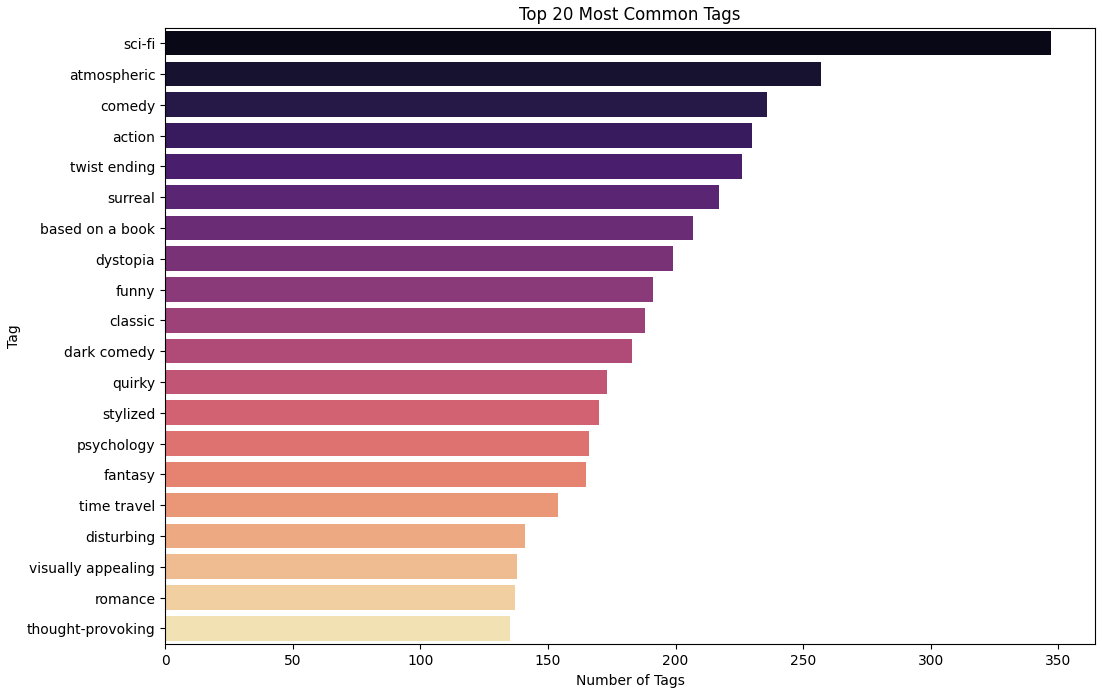 Top 20 Most Common Tags
Tag
sci-fi
atmospheric
comedy
action
twist ending
surreal
based on a book
dystopia
funny
classic
dark comedy
quirky
stylized
psychology
fantasy
time travel
disturbing
visually appealing
romance
thought-provoking
0 50 100 150 200 250 300 350
Number of Tags